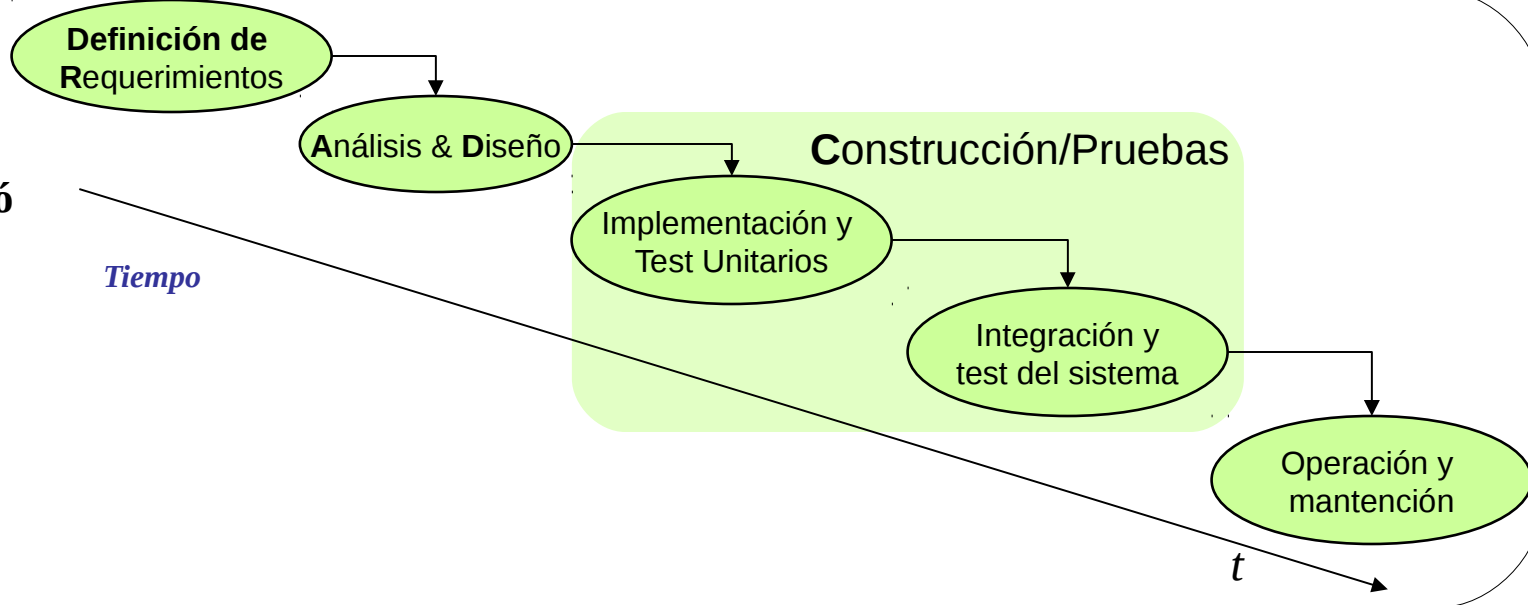 Definición de
Requerimientos
Análisis & Diseño
Construcción/Pruebas
ó
Implementación y
Test Unitarios
Tiempo
Integración y
test del sistema
Operación y
mantención
t